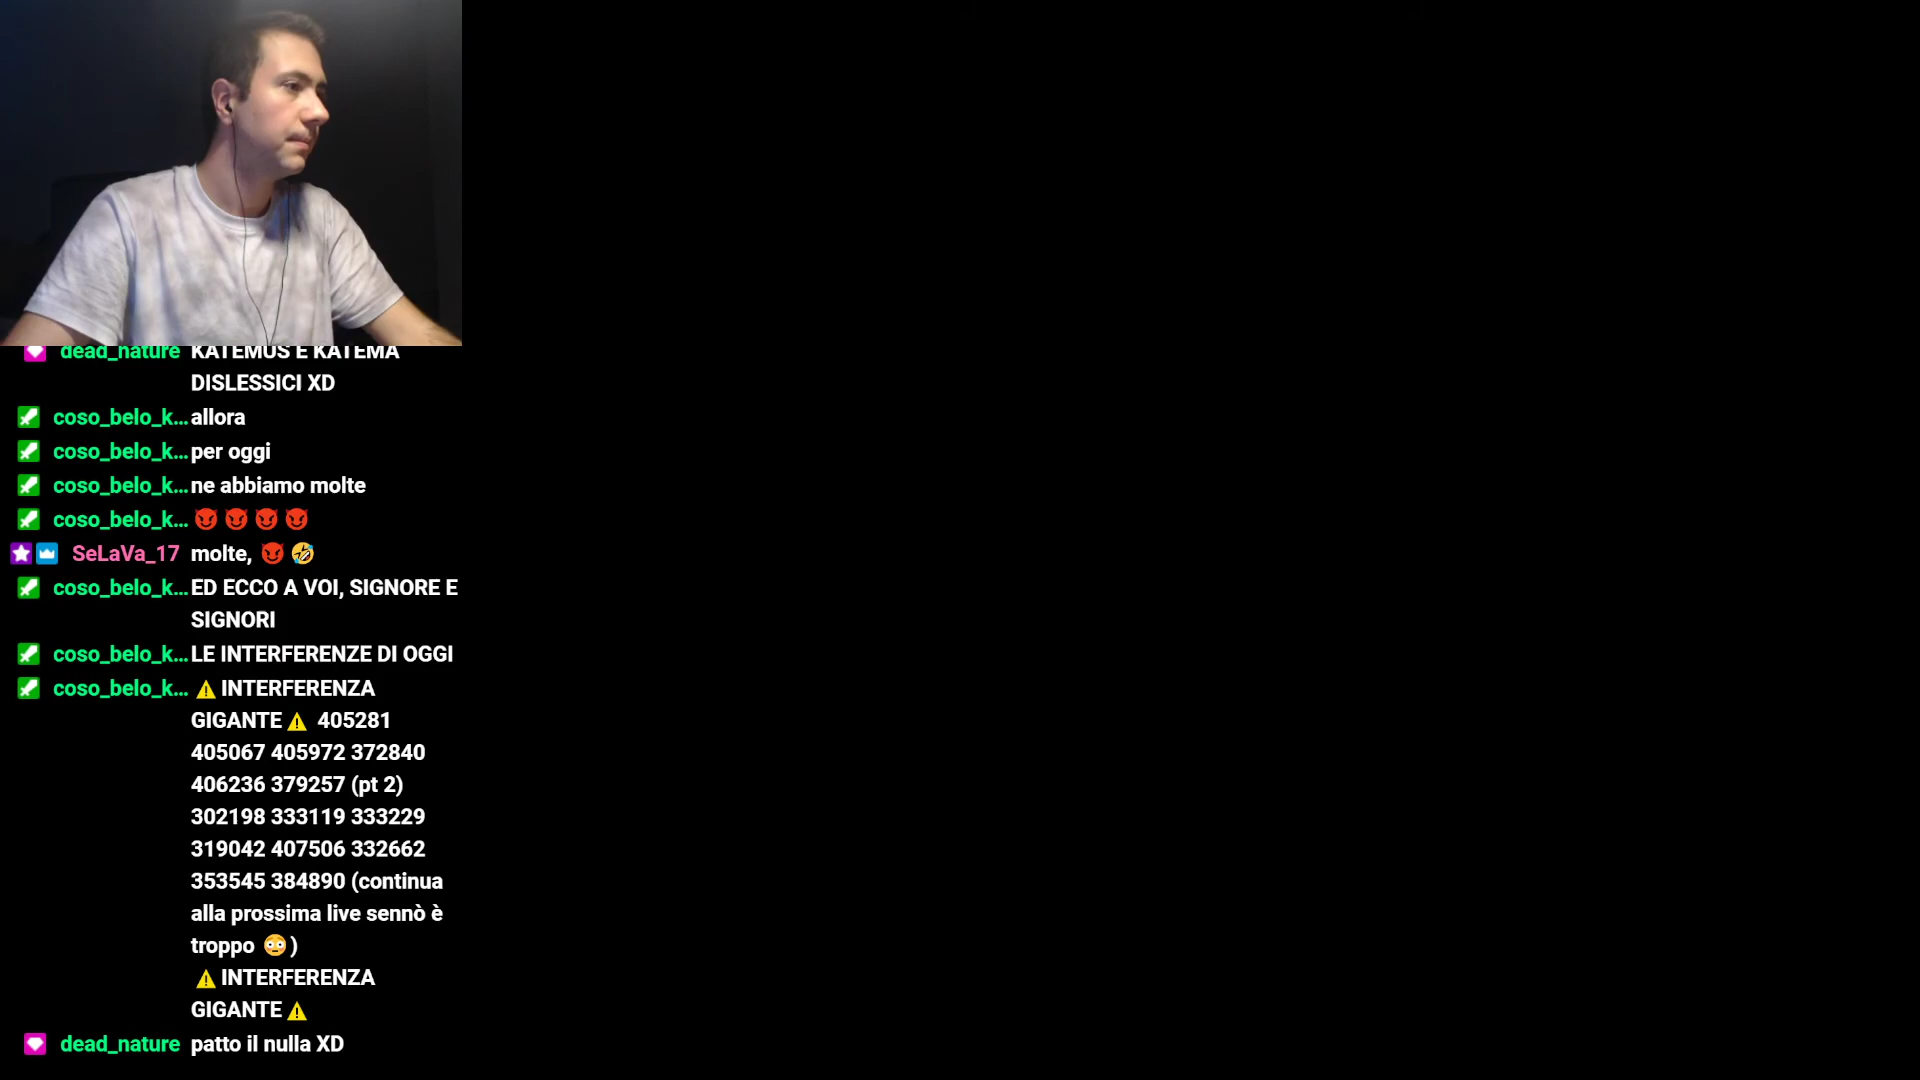 dead_nature KATEMUS E KATEMA
DISLESSICI XD
coso_belo_k... allora
coso_belo_k... per oggi
coso_belo_k... ne abbiamo molte
coso_belo_k... 😈 😈 😈 😈
SeLaVa_17 molte, 😈 🤣
coso_belo_k... ED ECCO A VOI, SIGNORE E
SIGNORI
coso_belo_k... LE INTERFERENZE DI OGGI
coso_belo_k... ⚠️ INTERFERENZA
GIGANTE ⚠️ 405281
405067 405972 372840
406236 379257 (pt 2)
302198 333119 333229
319042 407506 332662
353545 384890 (continua
alla prossima live sennò è
troppo 😳 )
⚠️ INTERFERENZA
GIGANTE ⚠️
dead_nature patto il nulla XD